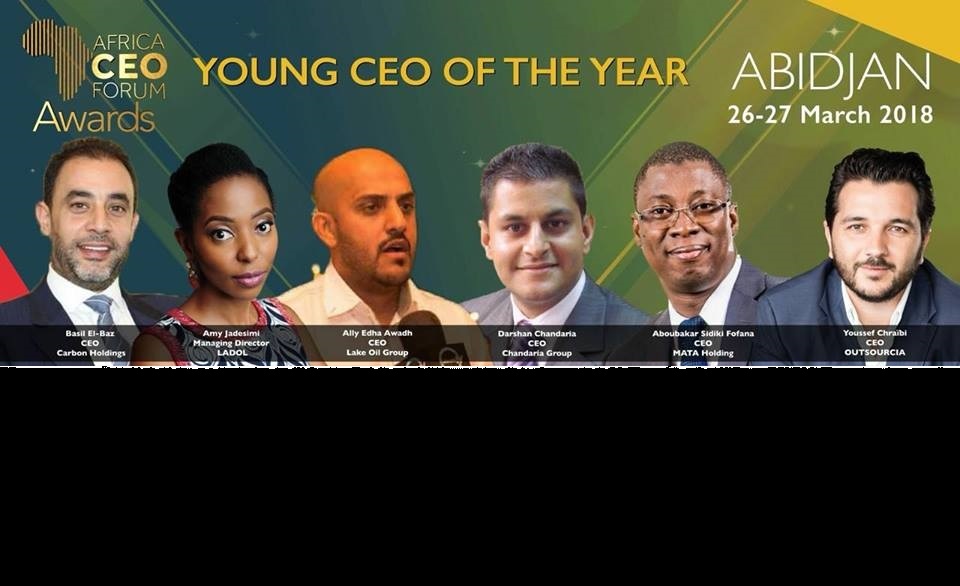 AFRICA
CEO
FORUM
Awards
YOUNG CEO OF THE YEAR
ABIDJAN
26-27 March 2018
Basil El-Baz
CEO
Carbon Holdings
Amy Jadesimi
Managing Director
LADOL
Ally Edha Awadh
CEO
Lake Oil Group
Darshan Chandaria
CEO
Chandaria Group
Aboubakar Sidiki Fofana
CEO
MATA Holding
Youssef Chraïbi
CEO
OUTSOURCIA